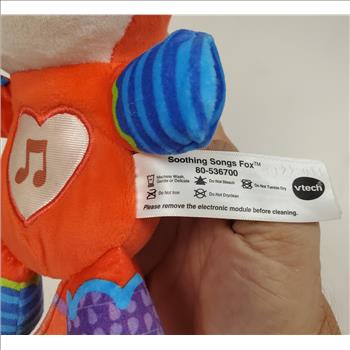 Soothing Songs Fox™
80-536700
Machine Wash, Gentle or Delicate
Do Not Bleach
Do Not Tumble Dry
Do Not Iron
Do Not Dryclean
Please remove the electronic module before cleaning.
vtech